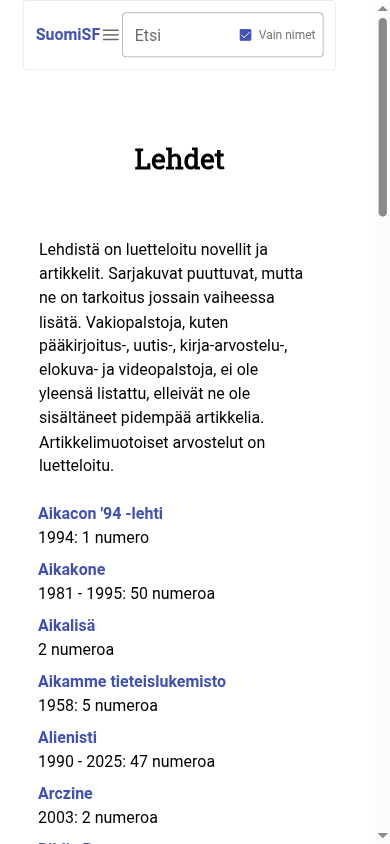 SuomiSF
Etsi
Vain nimet
Lehdet
Lehdistä on luetteloitu novellit ja
artikkelit. Sarjakuvat puuttuvat, mutta
ne on tarkoitus jossain vaiheessa
lisätä. Vakiopalstoja, kuten
pääkirjoitus-, uutis-, kirja-arvostelu-,
elokuva- ja videopalstoja, ei ole
yleensä listattu, elleivät ne ole
sisältäneet pidempää artikkelia.
Artikkelimuotoiset arvostelut on
luetteloitu.
Aikacon '94 -lehti
1994: 1 numero
Aikakone
1981 - 1995: 50 numeroa
Aikalisä
2 numeroa
Aikamme tieteislukemisto
1958: 5 numeroa
Alienisti
1990 - 2025: 47 numeroa
Arczine
2003: 2 numeroa